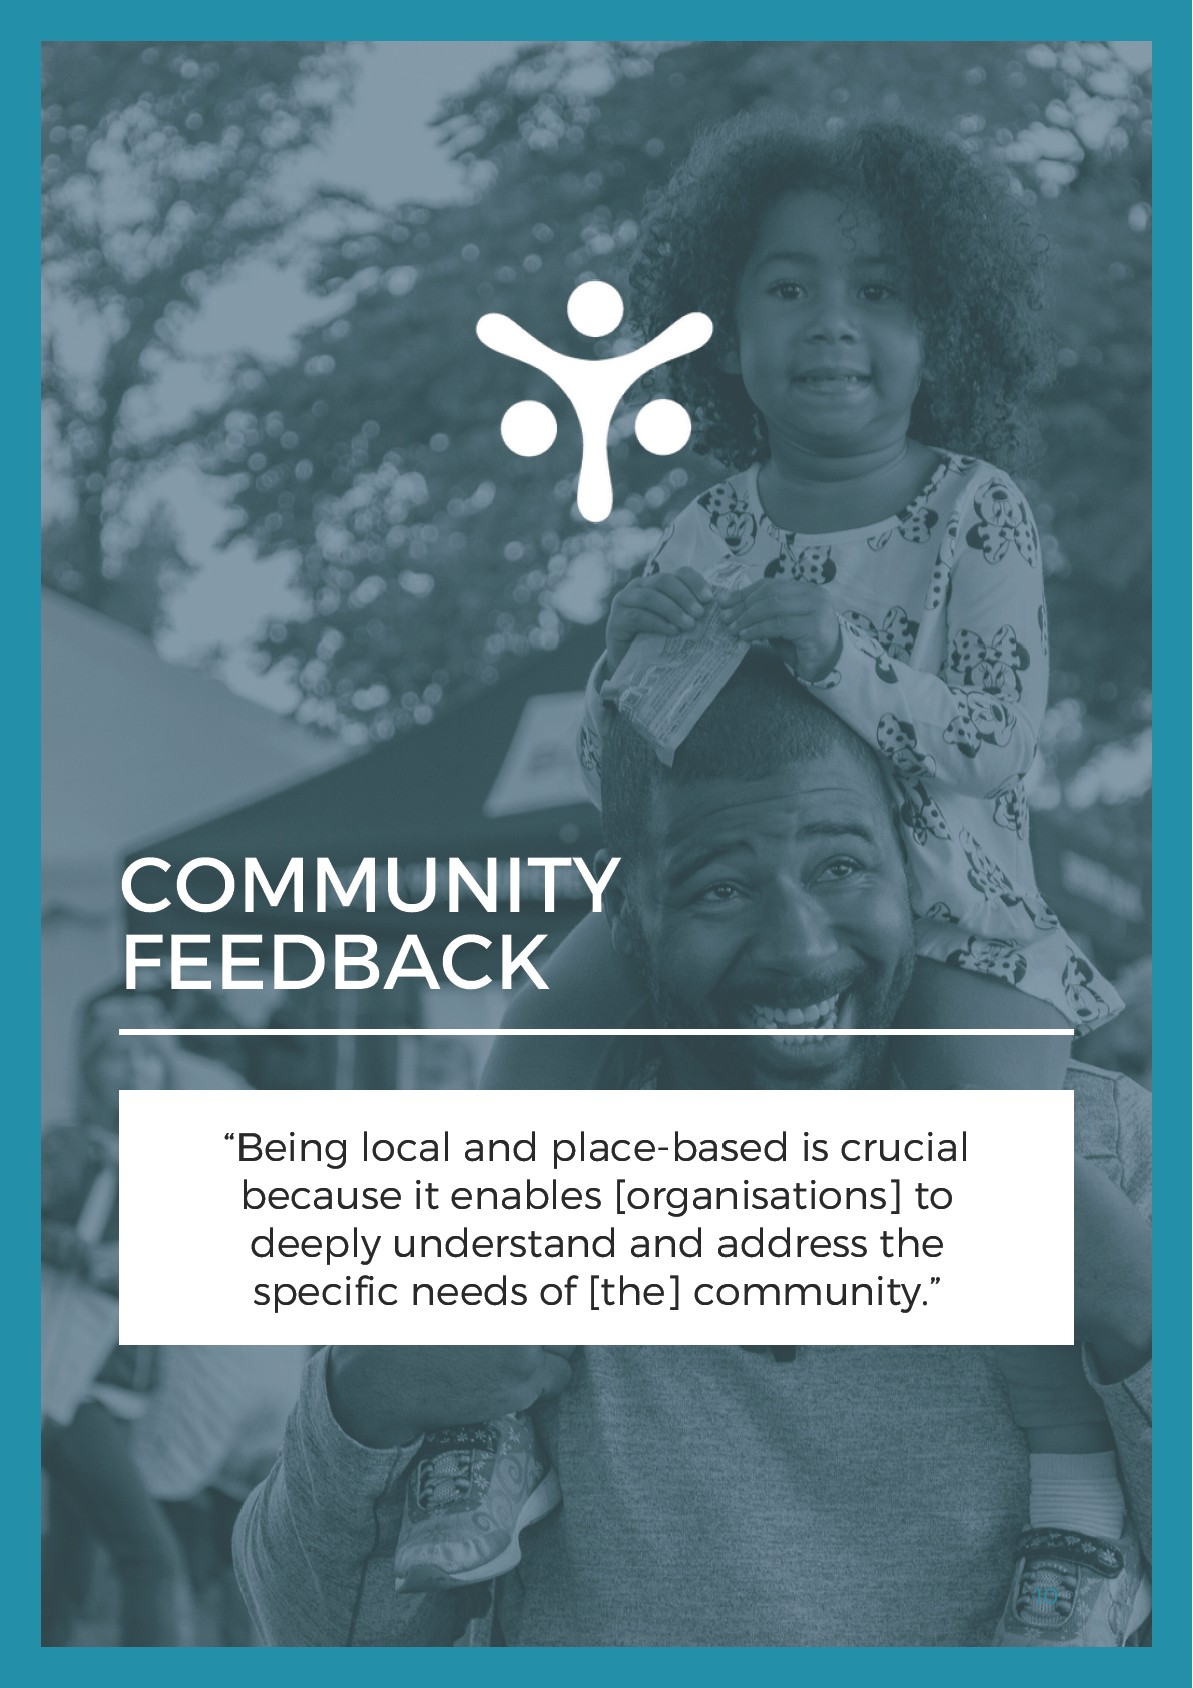 COMMUNITY
FEEDBACK
“Being local and place-based is crucial
because it enables [organisations] to
deeply understand and address the
specific needs of [the] community.”
10